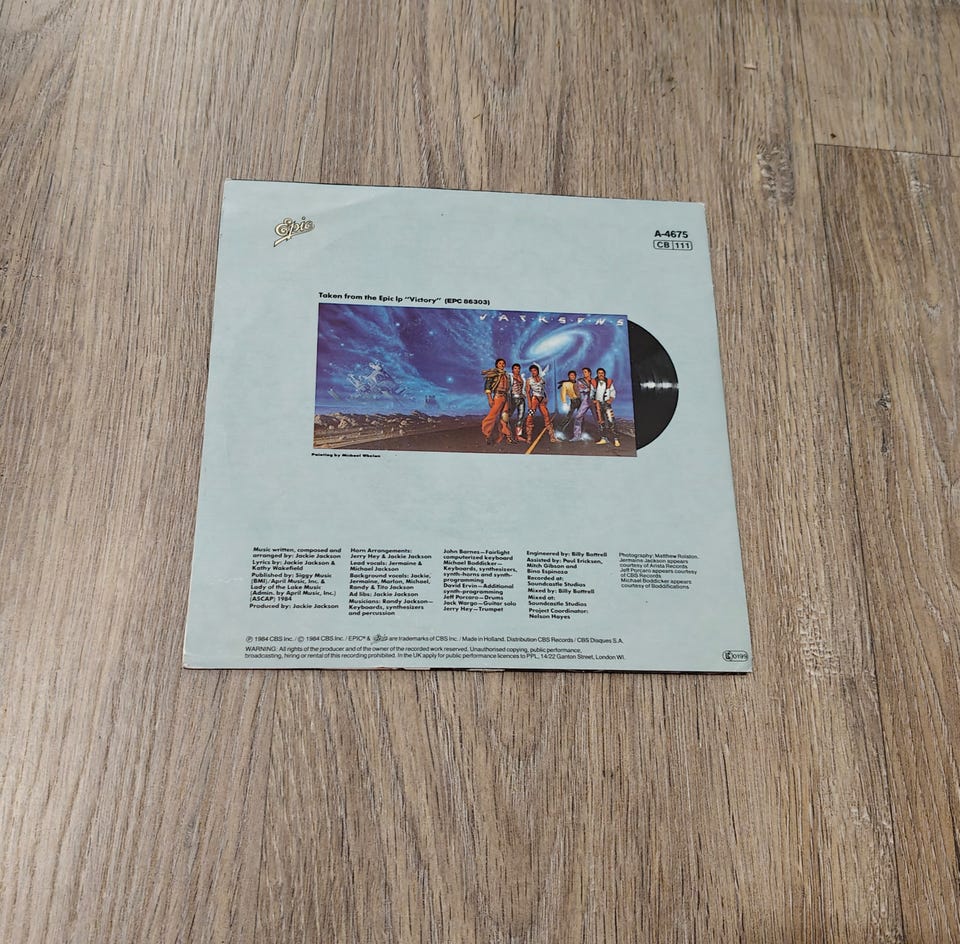 Epic
A-4675
CB 111
Taken from the Epic lp "Victory" (EPC 86303)
JACKSONS
Painting by Michael Whelan
Music written, composed and
arranged by: Jackie Jackson
Lyrics by: Jackie Jackson &
Kathy Wakefield
Published by: Siggy Music
(BMI)/April Music, Inc. &
Lady of the Lake Music
(Admin. by April Music, Inc.)
(ASCAP) 1984
Produced by: Jackie Jackson
Horn Arrangements:
Jerry Hey & Jackie Jackson
Lead vocals: Jermaine &
Michael Jackson
Background vocals: Jackie,
Jermaine, Marlon, Michael,
Randy & Tito Jackson
Ad libs: Jackie Jackson
Musicians: Randy Jackson—
Keyboards, synthesizers
and percussion
John Barnes—Fairlight
computerized keyboard
Michael Boddicker—
Keyboards, synthesizers,
synth-horns and synth-
programming
David Ervin—Additional
synth-programming
Jeff Porcaro—Drums
Jack Wargo—Guitar solo
Jerry Hey—Trumpet
Engineered by: Billy Bottrell
Assisted by: Paul Ericksen,
Mitch Gibson and
Bino Espinoza
Recorded at:
Soundcastle Studios
Mixed by: Billy Bottrell
Mixed at:
Soundcastle Studios
Project Coordinator:
Nelson Hayes
Photography: Matthew Rolston.
Jermaine Jackson appears
courtesy of Arista Records
Jeff Porcaro appears courtesy
of CBS Records
Michael Boddicker appears
courtesy of Boddifications
Ⓟ 1984 CBS Inc. / © 1984 CBS Inc. / EPIC® & Epic are trademarks of CBS Inc. / Made in Holland. Distribution CBS Records / CBS Disques S.A.
WARNING: All rights of the producer and of the owner of the recorded work reserved. Unauthorised copying, public performance,
broadcasting, hiring or rental of this recording prohibited. In the UK apply for public performance licences to PPL, 14/22 Ganton Street, London WI.
0199